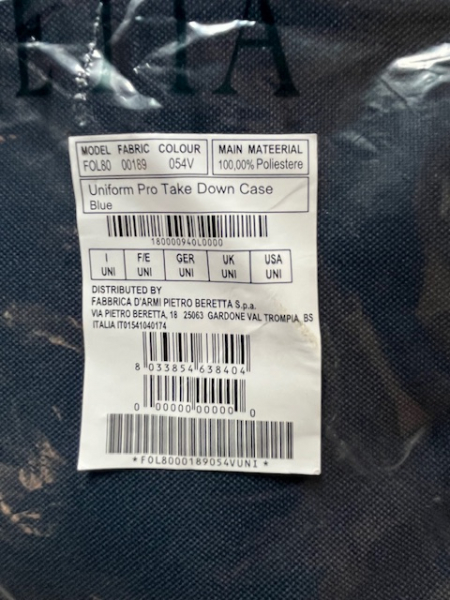 ETTA
MODEL FABRIC COLOUR
FOL80 00189 054V
MAIN MATEERIAL
100,00% Poliestere
Uniform Pro Take Down Case
Blue
180000940L0000
I F/E GER UK USA
UNI UNI UNI UNI UNI
DISTRIBUTED BY
FABBRICA D'ARMI PIETRO BERETTA S.p.a.
VIA PIETRO BERETTA, 18 25063 GARDONE VAL TROMPIA, BS
ITALIA IT01541040174
8 033854 638404
0 00000 00000 0
*FOL8000189054VUNI*